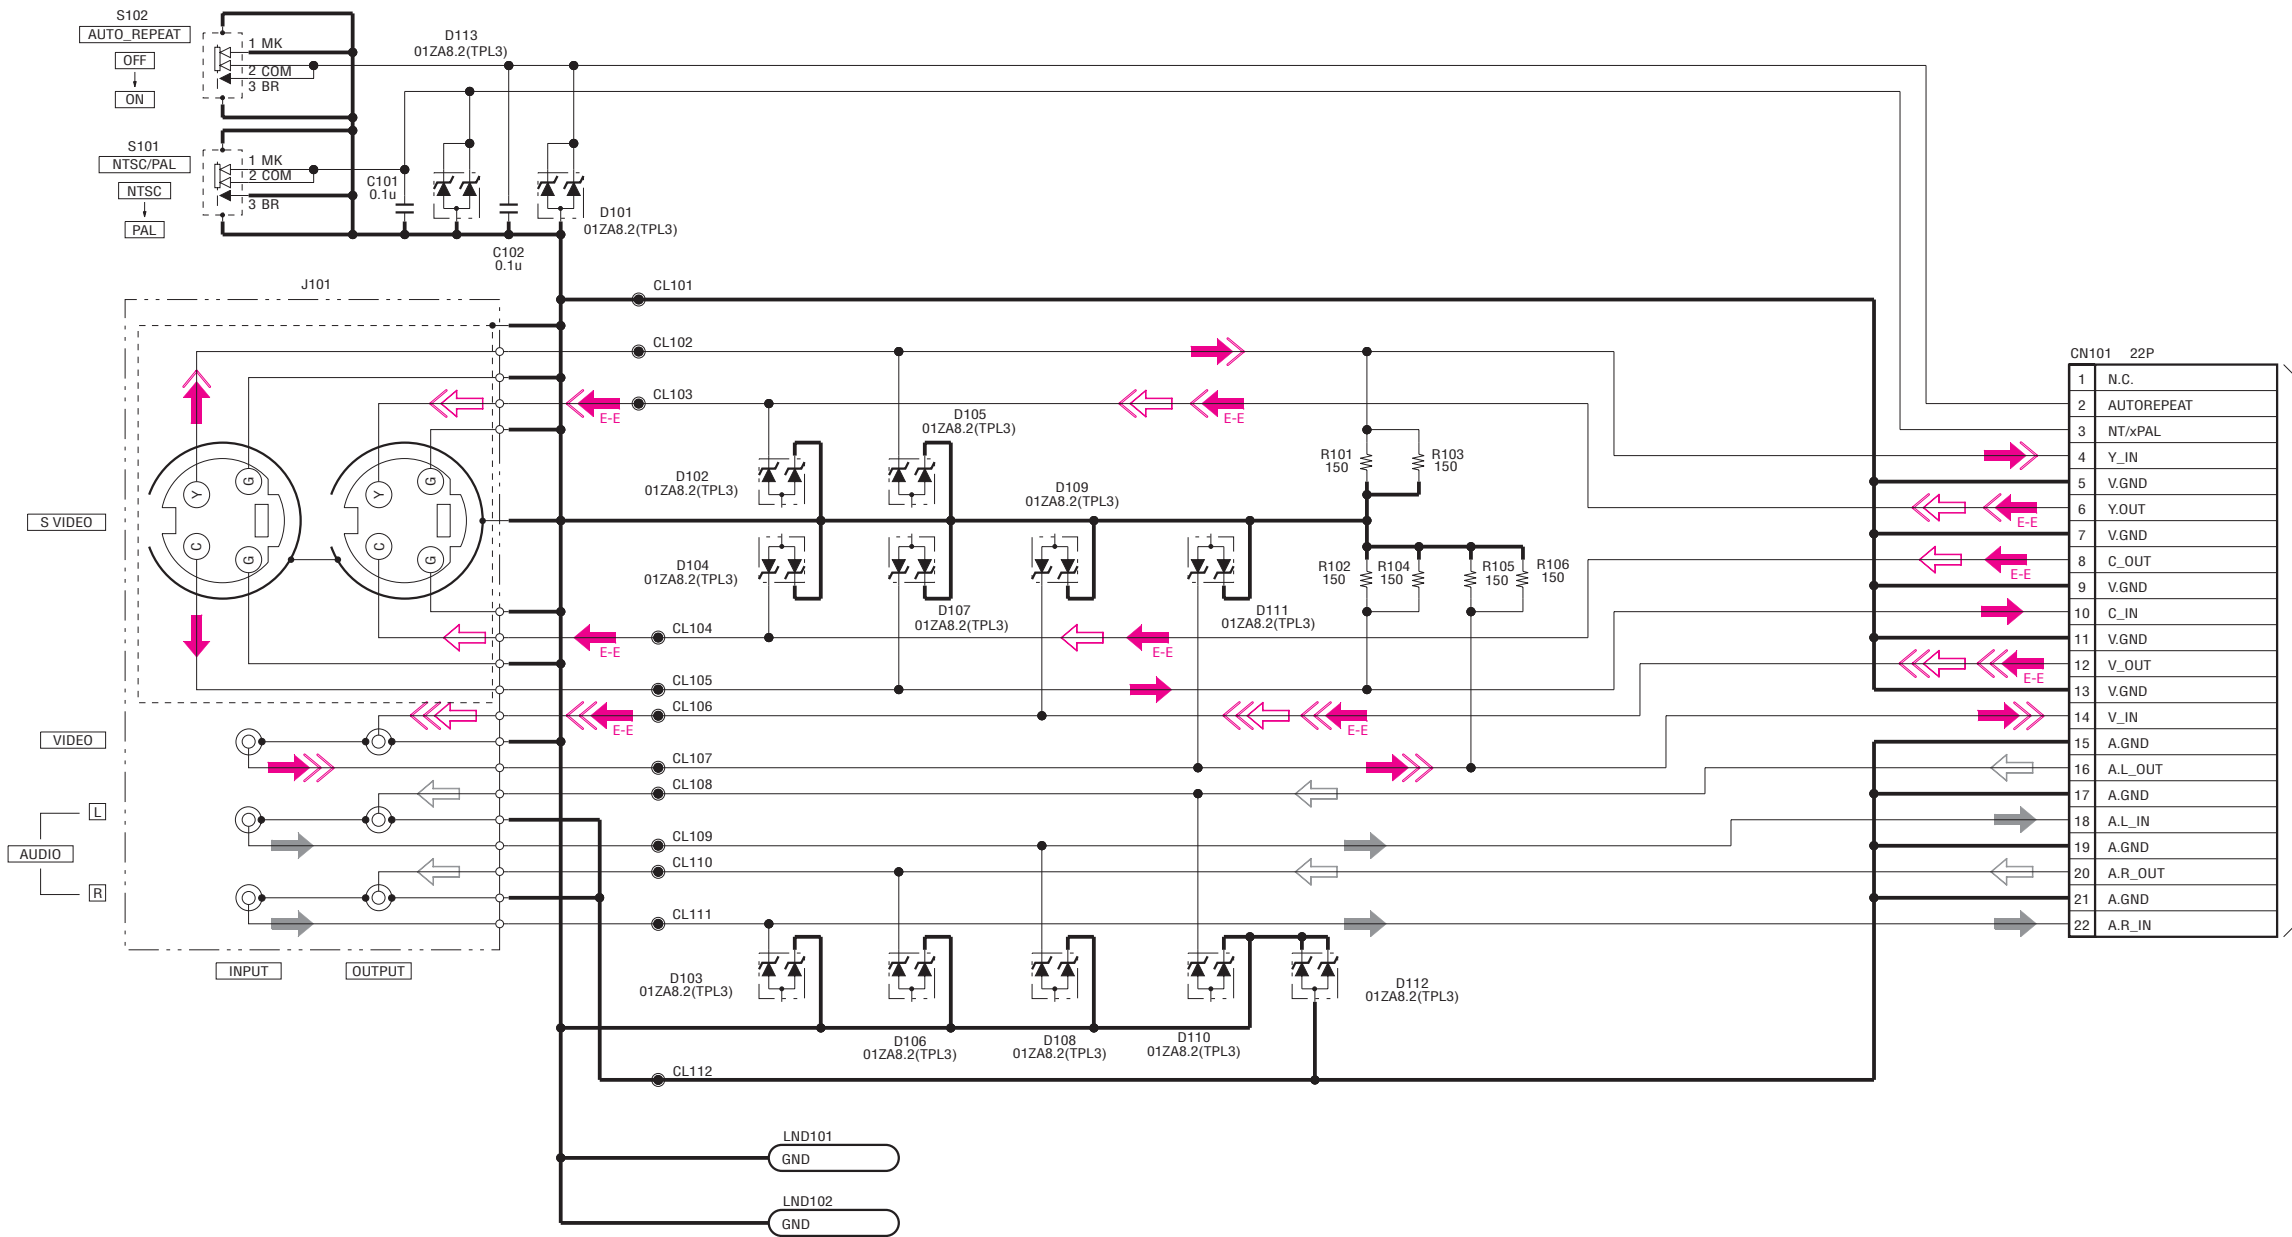 S102
AUTO_REPEAT
OFF
ON
1 MK
2 COM
3 BR
D113
01ZA8.2(TPL3)
S101
NTSC/PAL
NTSC
PAL
1 MK
2 COM
3 BR
C101
0.1u
D101
01ZA8.2(TPL3)
C102
0.1u
J101
CL101
CL102
CL103
E-E
E-E
D105
01ZA8.2(TPL3)
D102
01ZA8.2(TPL3)
D109
01ZA8.2(TPL3)
R101
150
R103
150
Y
G
Y
G
S VIDEO
C
G
C
G
D104
01ZA8.2(TPL3)
D107
01ZA8.2(TPL3)
D111
01ZA8.2(TPL3)
R102
150
R104
150
R105
150
R106
150
CL104
E-E
E-E
CL105
CL106
E-E
E-E
VIDEO
CL107
CL108
L
CL109
AUDIO
CL110
R
CL111
INPUT
OUTPUT
D103
01ZA8.2(TPL3)
D106
01ZA8.2(TPL3)
D108
01ZA8.2(TPL3)
D110
01ZA8.2(TPL3)
D112
01ZA8.2(TPL3)
CL112
LND101
GND
LND102
GND
CN101 22P
1 N.C.
2 AUTOREPEAT
3 NT/xPAL
4 Y_IN
5 V.GND
6 Y.OUT
E-E
7 V.GND
8 C_OUT
E-E
9 V.GND
10 C_IN
11 V.GND
12 V_OUT
E-E
13 V.GND
14 V_IN
15 A.GND
16 A.L_OUT
17 A.GND
18 A.L_IN
19 A.GND
20 A.R_OUT
21 A.GND
22 A.R_IN